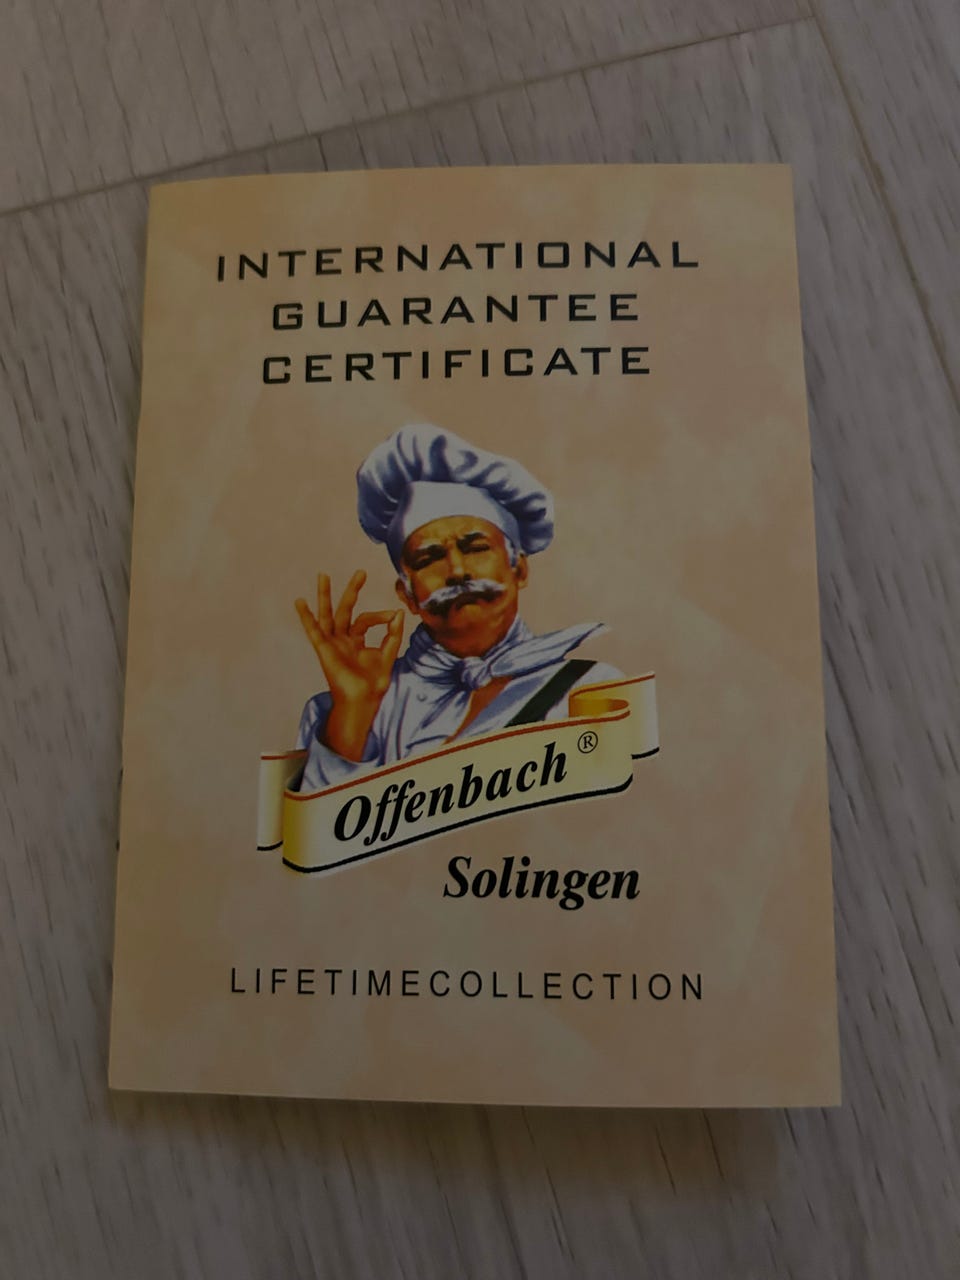 INTERNATIONAL
GUARANTEE
CERTIFICATE
Offenbach ®
Solingen
LIFETIMECOLLECTION